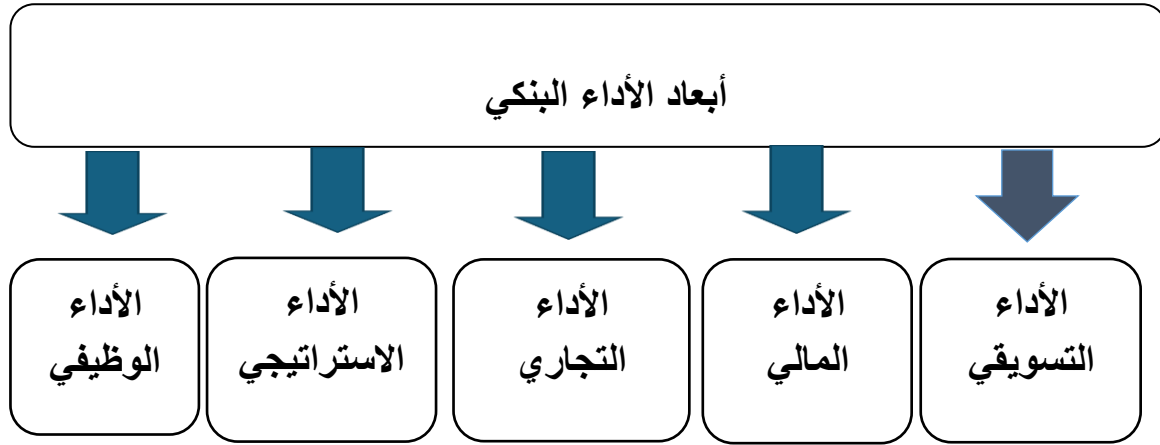 أبعاد الأداء البنكي
الأداء
التسويقي
الأداء
المالي
الأداء
التجاري
الأداء
الاستراتيجي
الأداء
الوظيفي